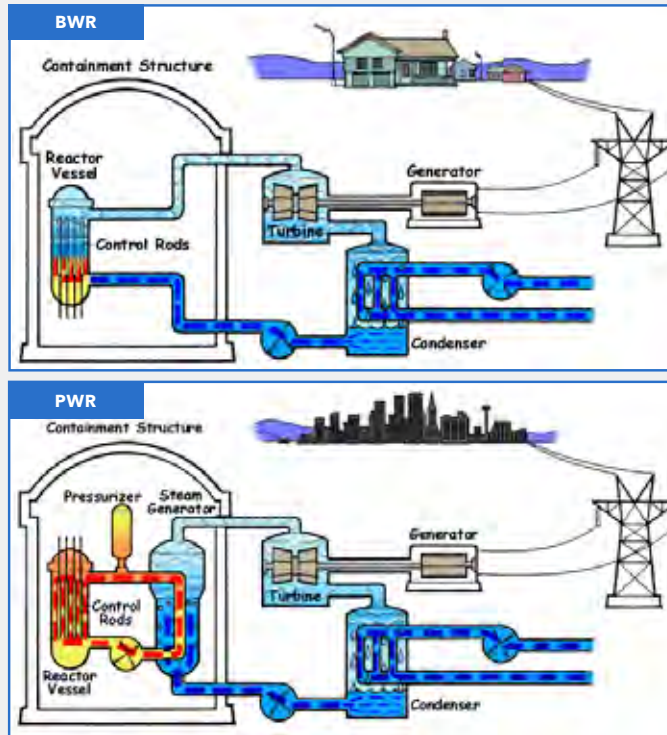 BWR
Containment Structure
Reactor
Vessel
Control Rods
Turbine
Generator
Condenser
PWR
Containment Structure
Pressurizer
Steam
Generator
Control
Rods
Reactor
Vessel
Turbine
Generator
Condenser